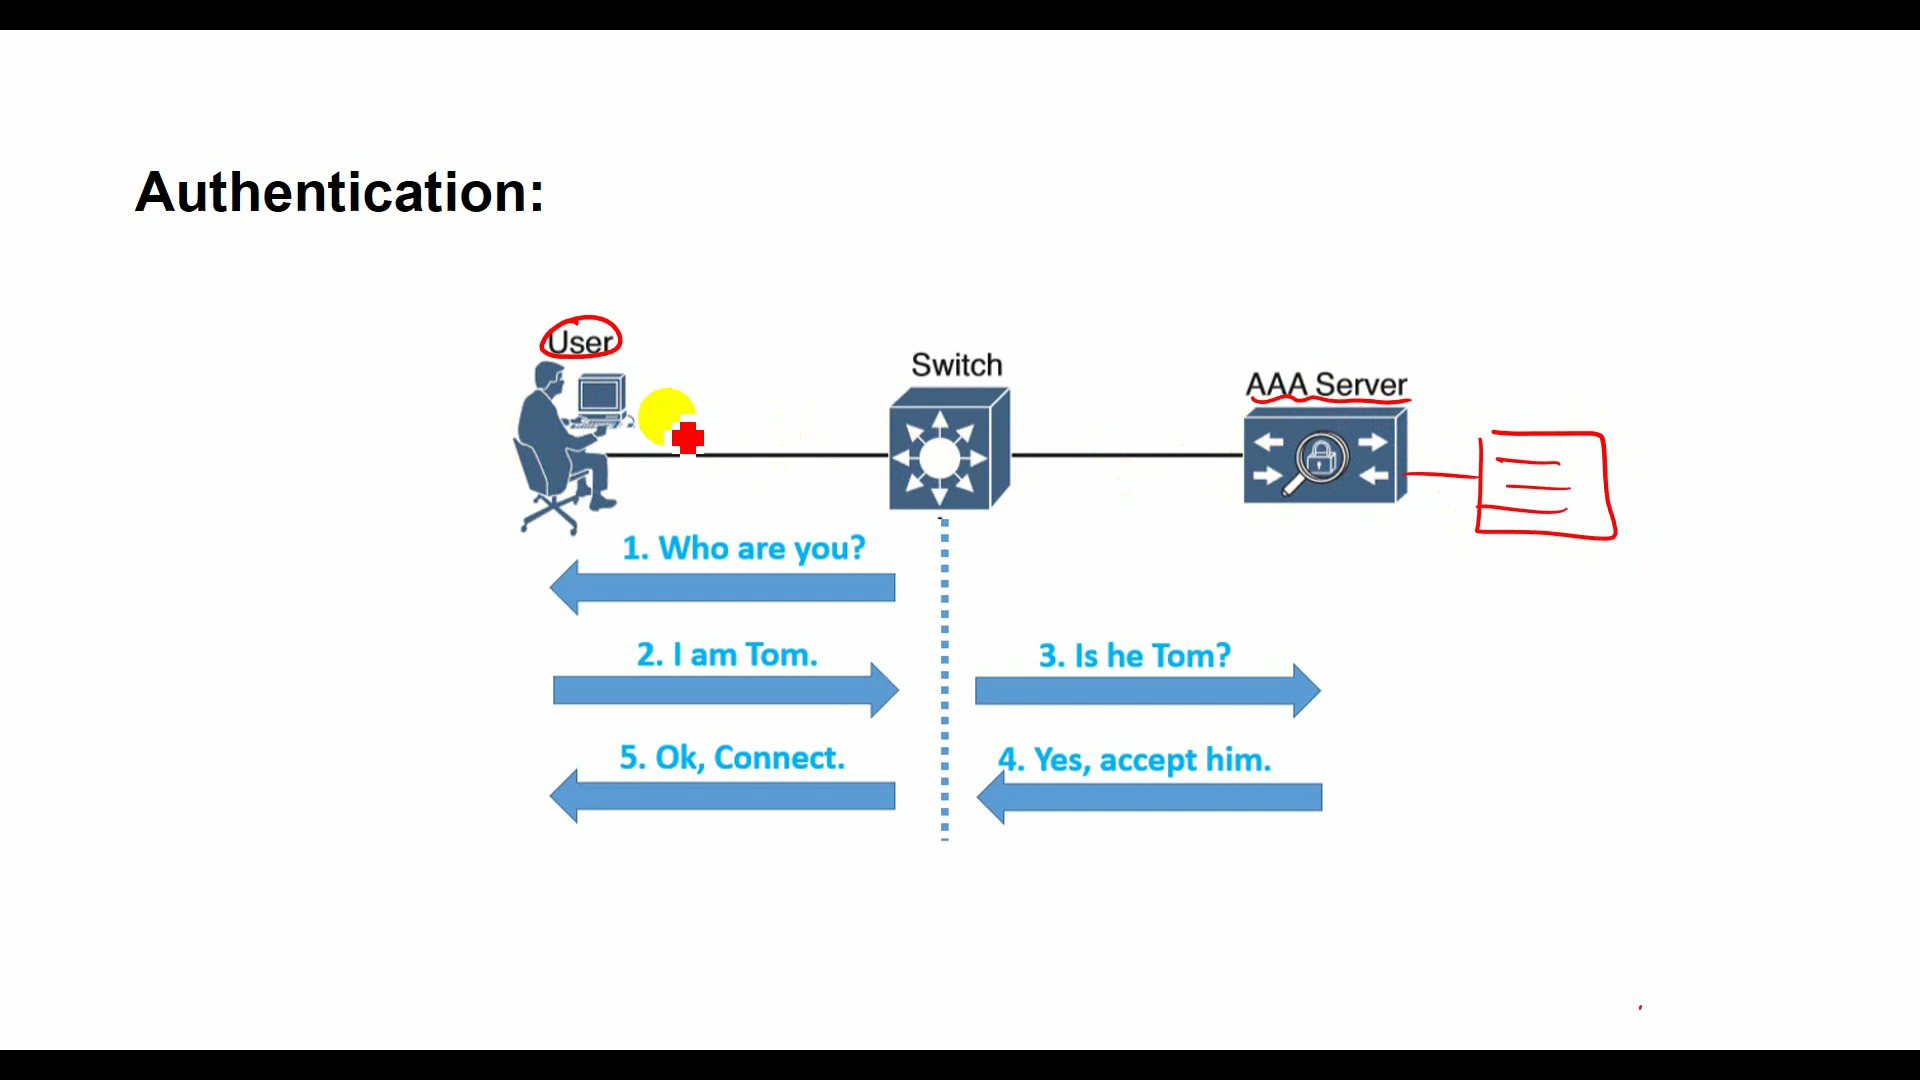 Authentication:
User
Switch
AAA Server
1. Who are you?
2. I am Tom.
3. Is he Tom?
5. Ok, Connect.
4. Yes, accept him.